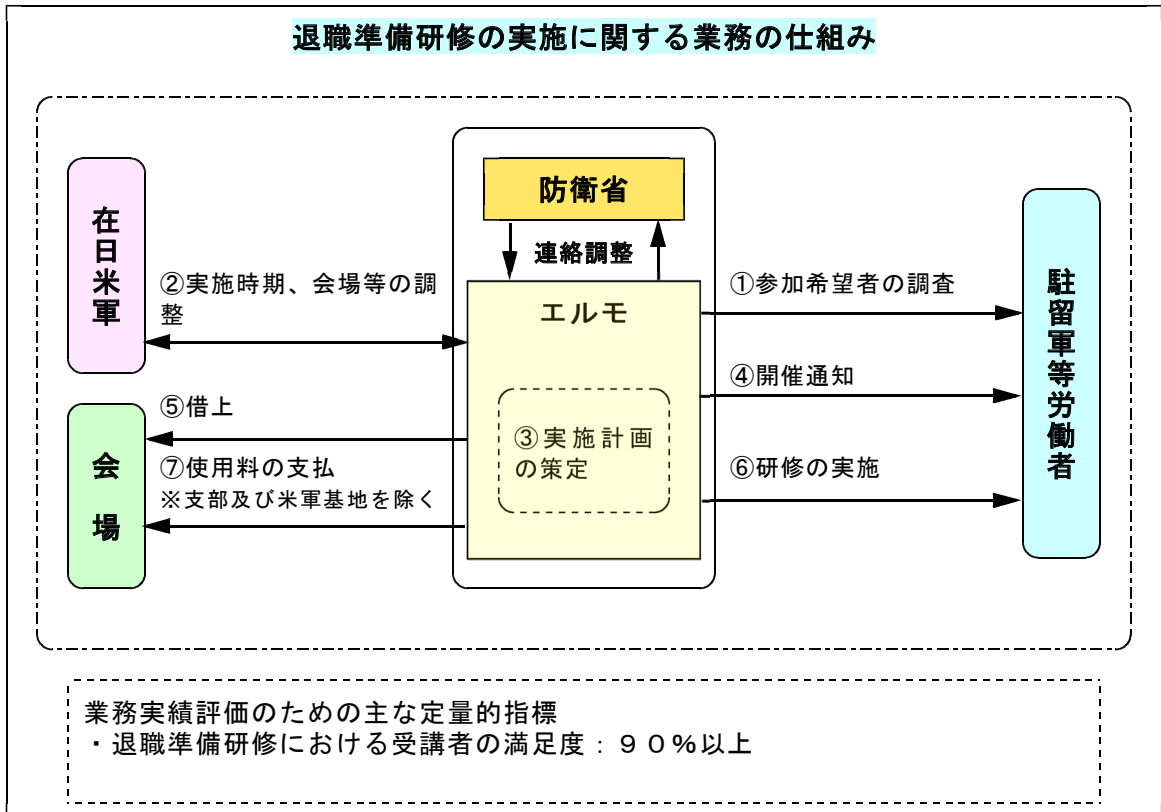 退職準備研修の実施に関する業務の仕組み
防衛省
連絡調整
エルモ
③実施計画
の策定
在日米軍
②実施時期、会場等の調
整
会場
⑤借上
⑦使用料の支払
※支部及び米軍基地を除く
①参加希望者の調査
④開催通知
⑥研修の実施
駐留軍等労働者
業務実績評価のための主な定量的指標
・退職準備研修における受講者の満足度：９０％以上